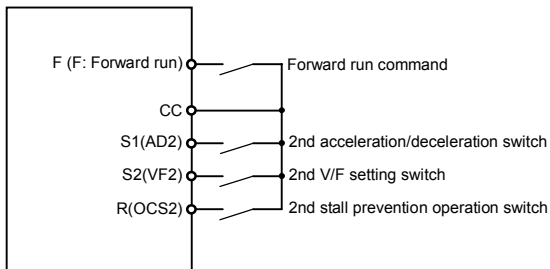 F (F: Forward run) Forward run command
CC
S1(AD2) 2nd acceleration/deceleration switch
S2(VF2) 2nd V/F setting switch
R(OCS2) 2nd stall prevention operation switch